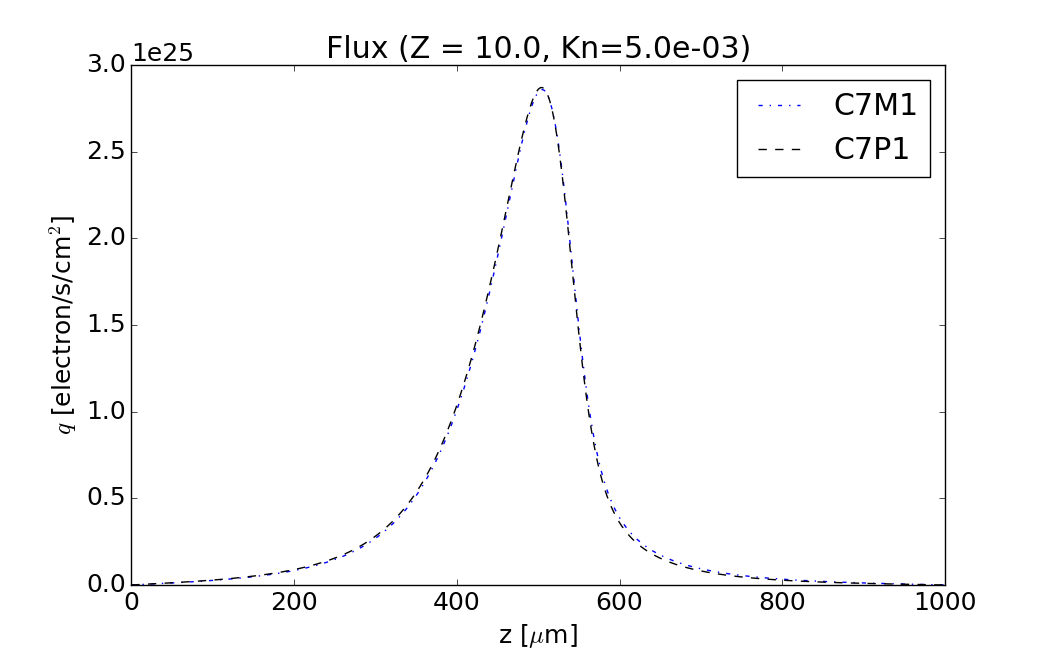 Flux (Z = 10.0, Kn=5.0e-03)
1e25
3.0
2.5
2.0
1.5
1.0
0.5
0.0
q [electron/s/cm²]
C7M1
C7P1
0 200 400 600 800 1000
z [μm]